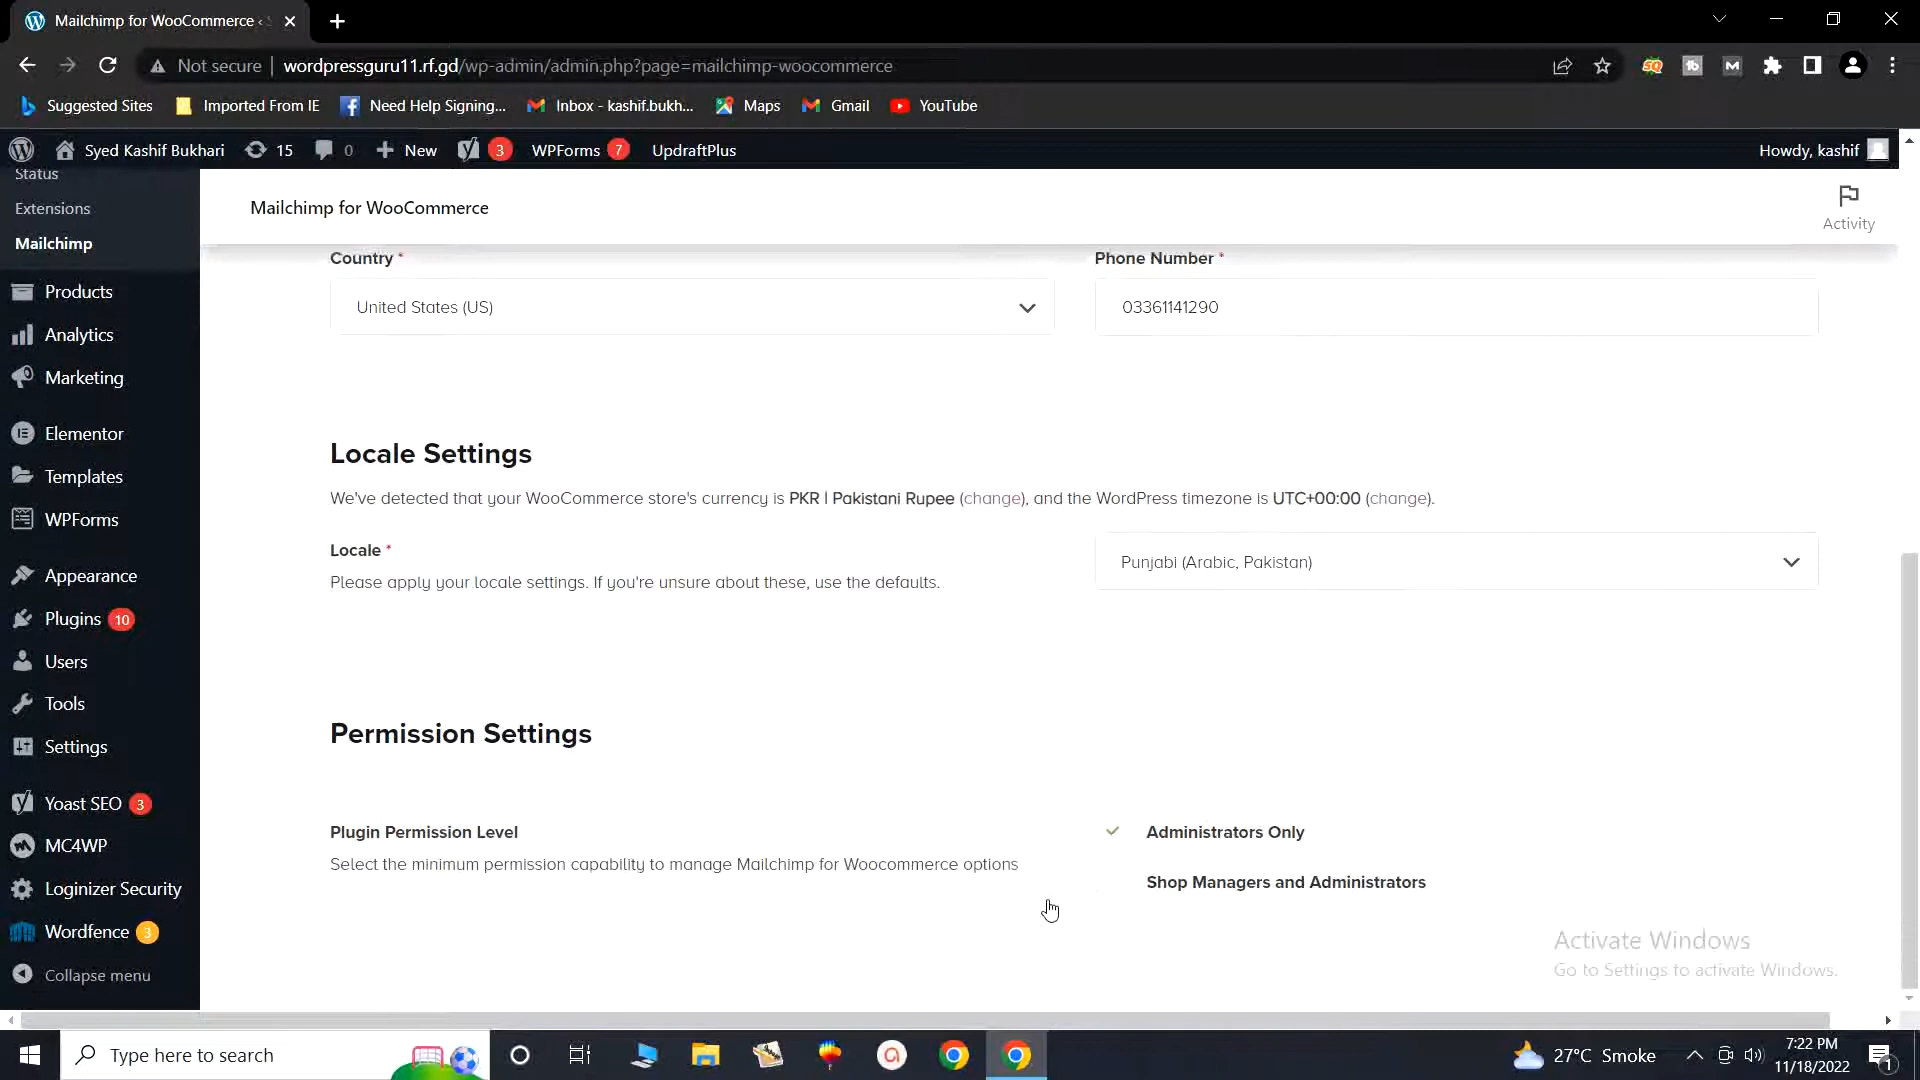 Mailchimp for WooCommerce ‹
Not secure
wordpressguru11.rf.gd/wp-admin/admin.php?page=mailchimp-woocommerce
Suggested Sites
Imported From IE
Need Help Signing...
Inbox - kashif.bukh...
Maps
Gmail
YouTube
Syed Kashif Bukhari
15
0
New
3
WPForms 7
UpdraftPlus
Howdy, kashif
Status
Extensions
Mailchimp
Products
Analytics
Marketing
Elementor
Templates
WPForms
Appearance
Plugins 10
Users
Tools
Settings
Yoast SEO 3
MC4WP
Loginizer Security
Wordfence 3
Collapse menu
Mailchimp for WooCommerce
Activity
Country *
United States (US)
Phone Number *
03361141290
Locale Settings
We've detected that your WooCommerce store's currency is PKR | Pakistani Rupee (change), and the WordPress timezone is UTC+00:00 (change).
Locale *
Please apply your locale settings. If you're unsure about these, use the defaults.
Punjabi (Arabic, Pakistan)
Permission Settings
Plugin Permission Level
Select the minimum permission capability to manage Mailchimp for Woocommerce options
Administrators Only
Shop Managers and Administrators
Activate Windows
Go to Settings to activate Windows.
Type here to search
27°C Smoke
7:22 PM
11/18/2022
1